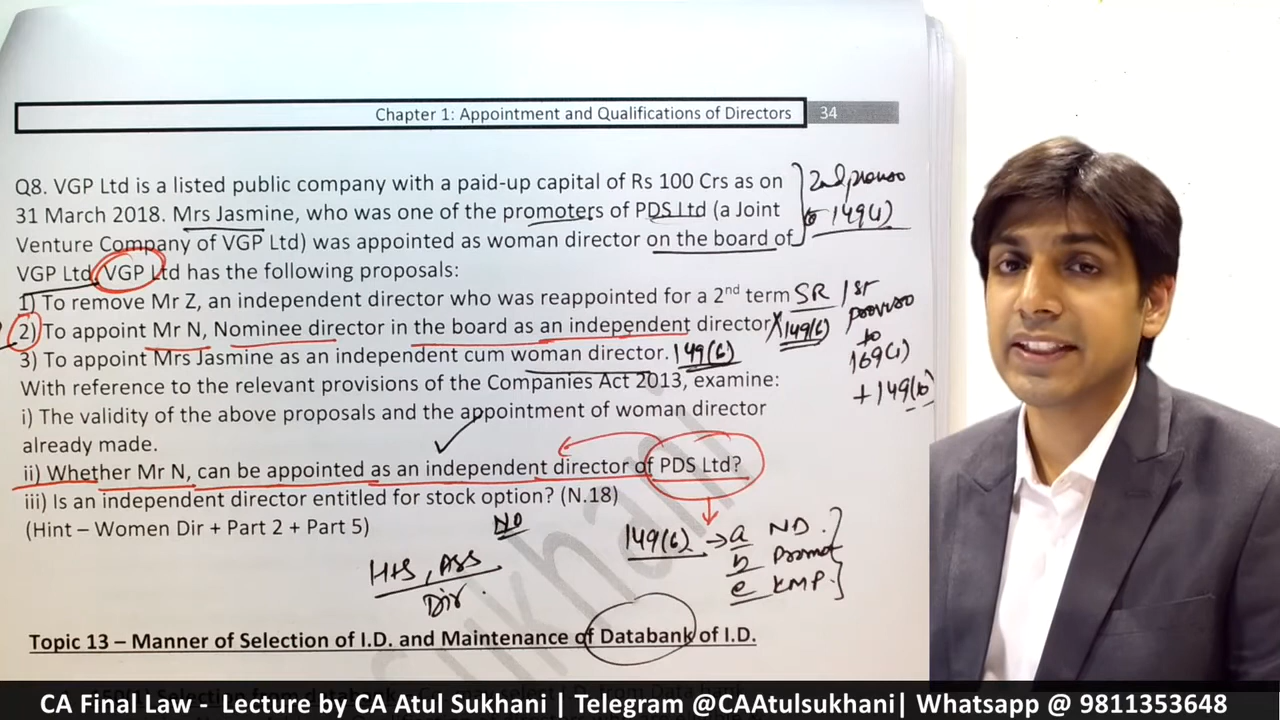 Chapter 1: Appointment and Qualifications of Directors 34
Q8. VGP Ltd is a listed public company with a paid-up capital of Rs 100 Crs as on
31 March 2018. Mrs Jasmine, who was one of the promoters of PDS Ltd (a Joint
Venture Company of VGP Ltd) was appointed as woman director on the board of
VGP Ltd. VGP Ltd has the following proposals:
2nd proviso
to 149(1)
1) To remove Mr Z, an independent director who was reappointed for a 2nd term SR / 1st
2) To appoint Mr N, Nominee director in the board as an independent director X 149(6) proviso
to
3) To appoint Mrs Jasmine as an independent cum woman director. 149(6) 169(1)
With reference to the relevant provisions of the Companies Act 2013, examine:
+ 149(10)
i) The validity of the above proposals and the appointment of woman director
already made.
ii) Whether Mr N, can be appointed as an independent director of PDS Ltd?
iii) Is an independent director entitled for stock option? (N.18)
(Hint – Women Dir + Part 2 + Part 5) NO
149(6) → a ND.
b Promot
e KMP.
H+S, ASS
Dir.
Topic 13 – Manner of Selection of I.D. and Maintenance of Databank of I.D.
Sukhani
CA Final Law - Lecture by CA Atul Sukhani | Telegram @CAAtulsukhani| Whatsapp @ 9811353648